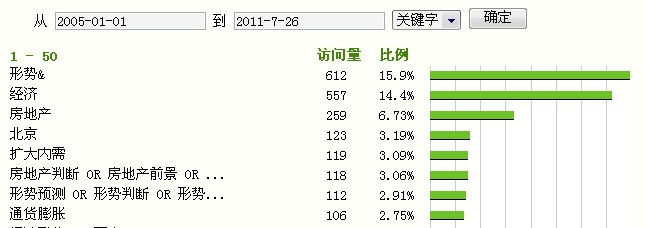 从 2005-01-01 到 2011-7-26 关键字 确定
1 - 50 访问量 比例
形势& 612 15.9%
经济 557 14.4%
房地产 259 6.73%
北京 123 3.19%
扩大内需 119 3.09%
房地产判断 OR 房地产前景 OR ... 118 3.06%
形势预测 OR 形势判断 OR 形势... 112 2.91%
通货膨胀 106 2.75%